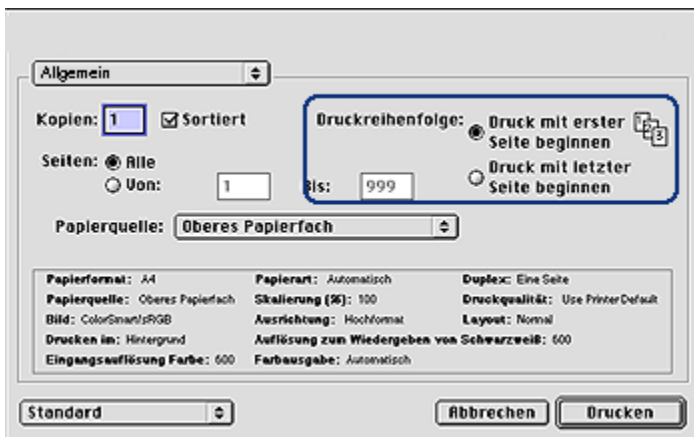 Allgemein
Kopien: 1 Sortiert Druckreihenfolge: Druck mit erster Seite beginnen 1 3
Seiten: Alle Druck mit letzter Seite beginnen
Von: 1 Bis: 999
Papierquelle: Oberes Papierfach
Papierformat: A4 Papierart: Automatisch Duplex: Eine Seite
Papierquelle: Oberes Papierfach Skalierung (%): 100 Druckqualität: Use Printer Default
Bild: ColorSmart/sRGB Ausrichtung: Hochformat Layout: Normal
Drucken im: Hintergrund Auflösung zum Wiedergeben von Schwarzweiß: 600
Eingangsauflösung Farbe: 600 Farbausgabe: Automatisch
Standard Abbrechen Drucken